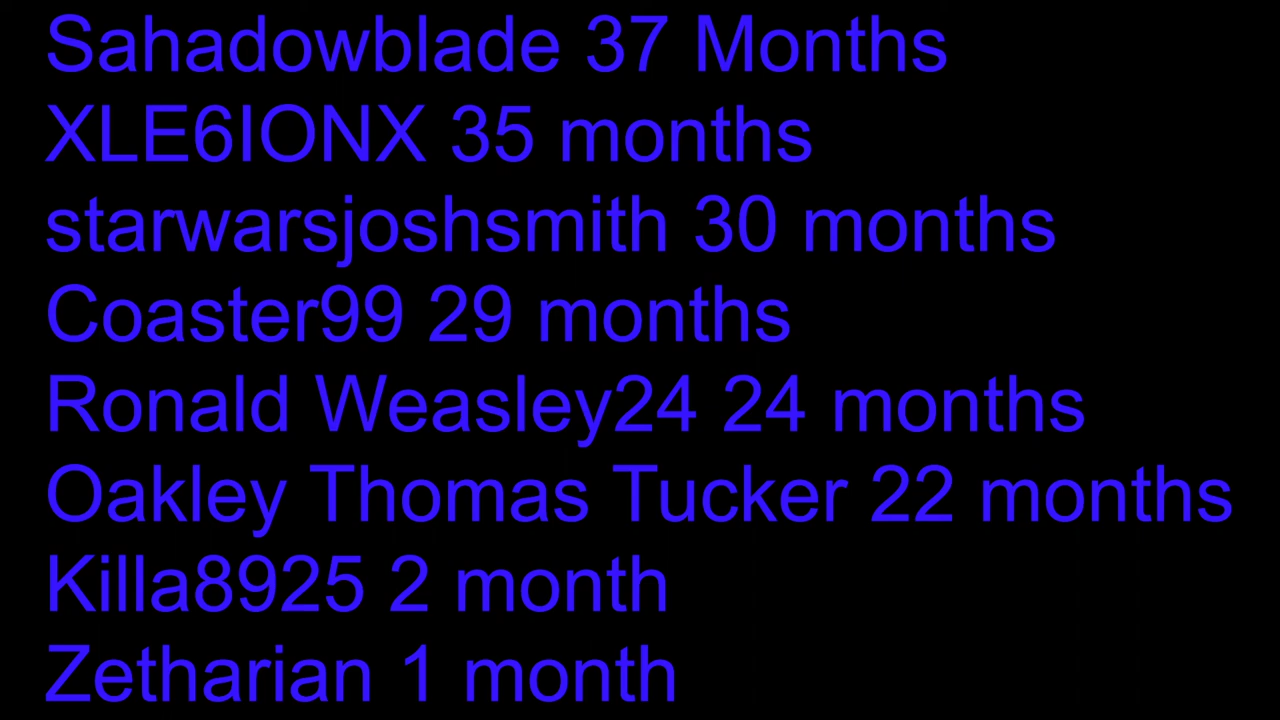 Sahadowblade 37 Months
XLE6IONX 35 months
starwarsjoshsmith 30 months
Coaster99 29 months
Ronald Weasley24 24 months
Oakley Thomas Tucker 22 months
Killa8925 2 month
Zetharian 1 month